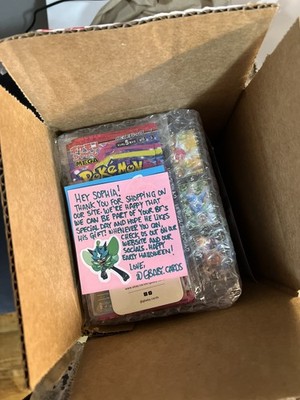 MEGA
POKÉMON
HEY SOPHIA!
THANK YOU FOR SHOPPING ON
OUR SITE. WE'RE HAPPY THAT
WE CAN BE PART OF YOUR BF'S
SPECIAL DAY AND HOPE HE LIKES
HIS GIFT! WHENEVER YOU CAN,
CHECK US OUT ON OUR
WEBSITE AND OUR
SOCIALS. HAPPY
EARLY HALLOWEEN!
LOVE,